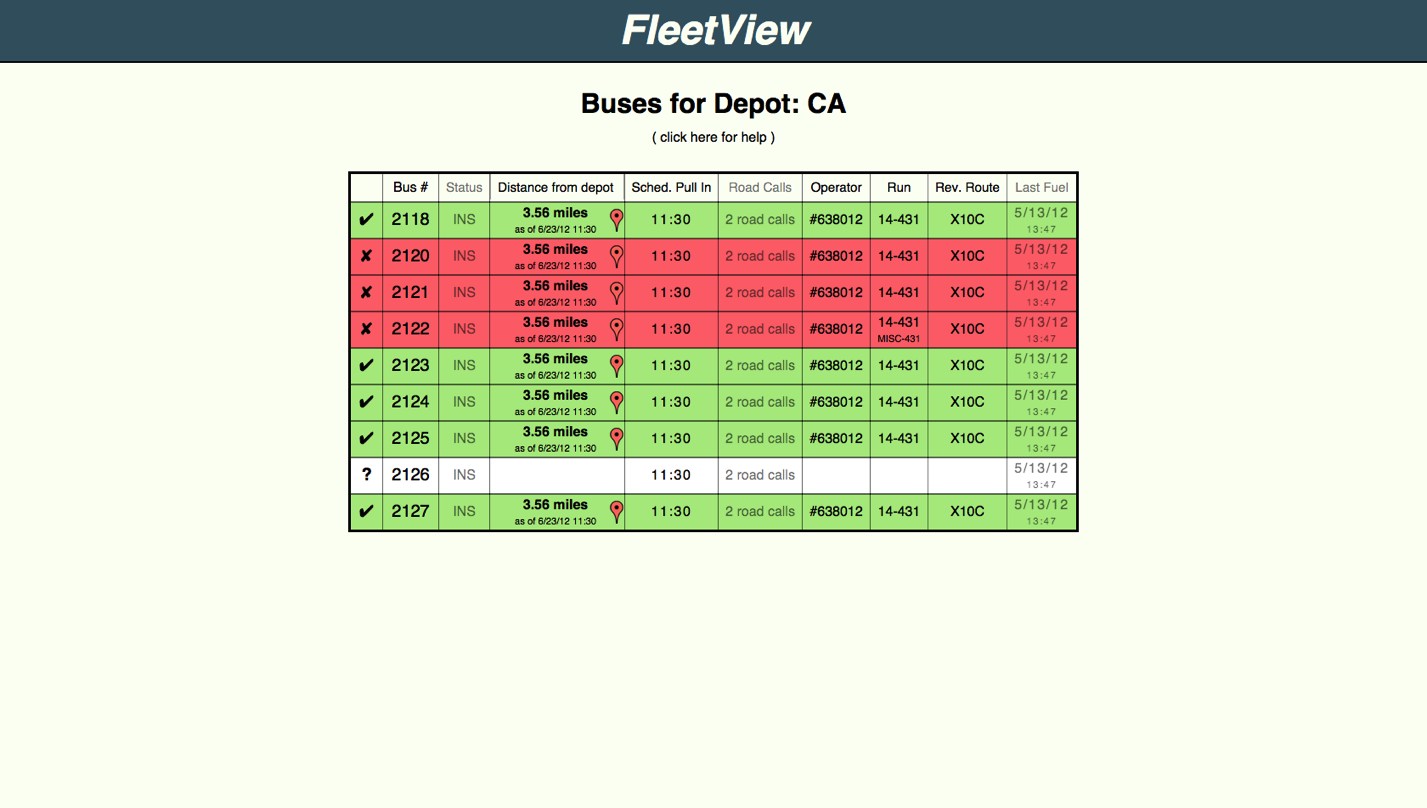 FleetView
Buses for Depot: CA
( click here for help )
Bus # Status Distance from depot Sched. Pull In Road Calls Operator Run Rev. Route Last Fuel
✔ 2118 INS 3.56 miles 11:30 2 road calls #638012 14-431 X10C 5/13/12
as of 6/23/12 11:30 13:47
✘ 2120 INS 3.56 miles 11:30 2 road calls #638012 14-431 X10C 5/13/12
as of 6/23/12 11:30 13:47
✘ 2121 INS 3.56 miles 11:30 2 road calls #638012 14-431 X10C 5/13/12
as of 6/23/12 11:30 13:47
✘ 2122 INS 3.56 miles 11:30 2 road calls #638012 14-431 X10C 5/13/12
as of 6/23/12 11:30 MISC-431 13:47
✔ 2123 INS 3.56 miles 11:30 2 road calls #638012 14-431 X10C 5/13/12
as of 6/23/12 11:30 13:47
✔ 2124 INS 3.56 miles 11:30 2 road calls #638012 14-431 X10C 5/13/12
as of 6/23/12 11:30 13:47
✔ 2125 INS 3.56 miles 11:30 2 road calls #638012 14-431 X10C 5/13/12
as of 6/23/12 11:30 13:47
? 2126 INS 11:30 2 road calls 5/13/12
13:47
✔ 2127 INS 3.56 miles 11:30 2 road calls #638012 14-431 X10C 5/13/12
as of 6/23/12 11:30 13:47